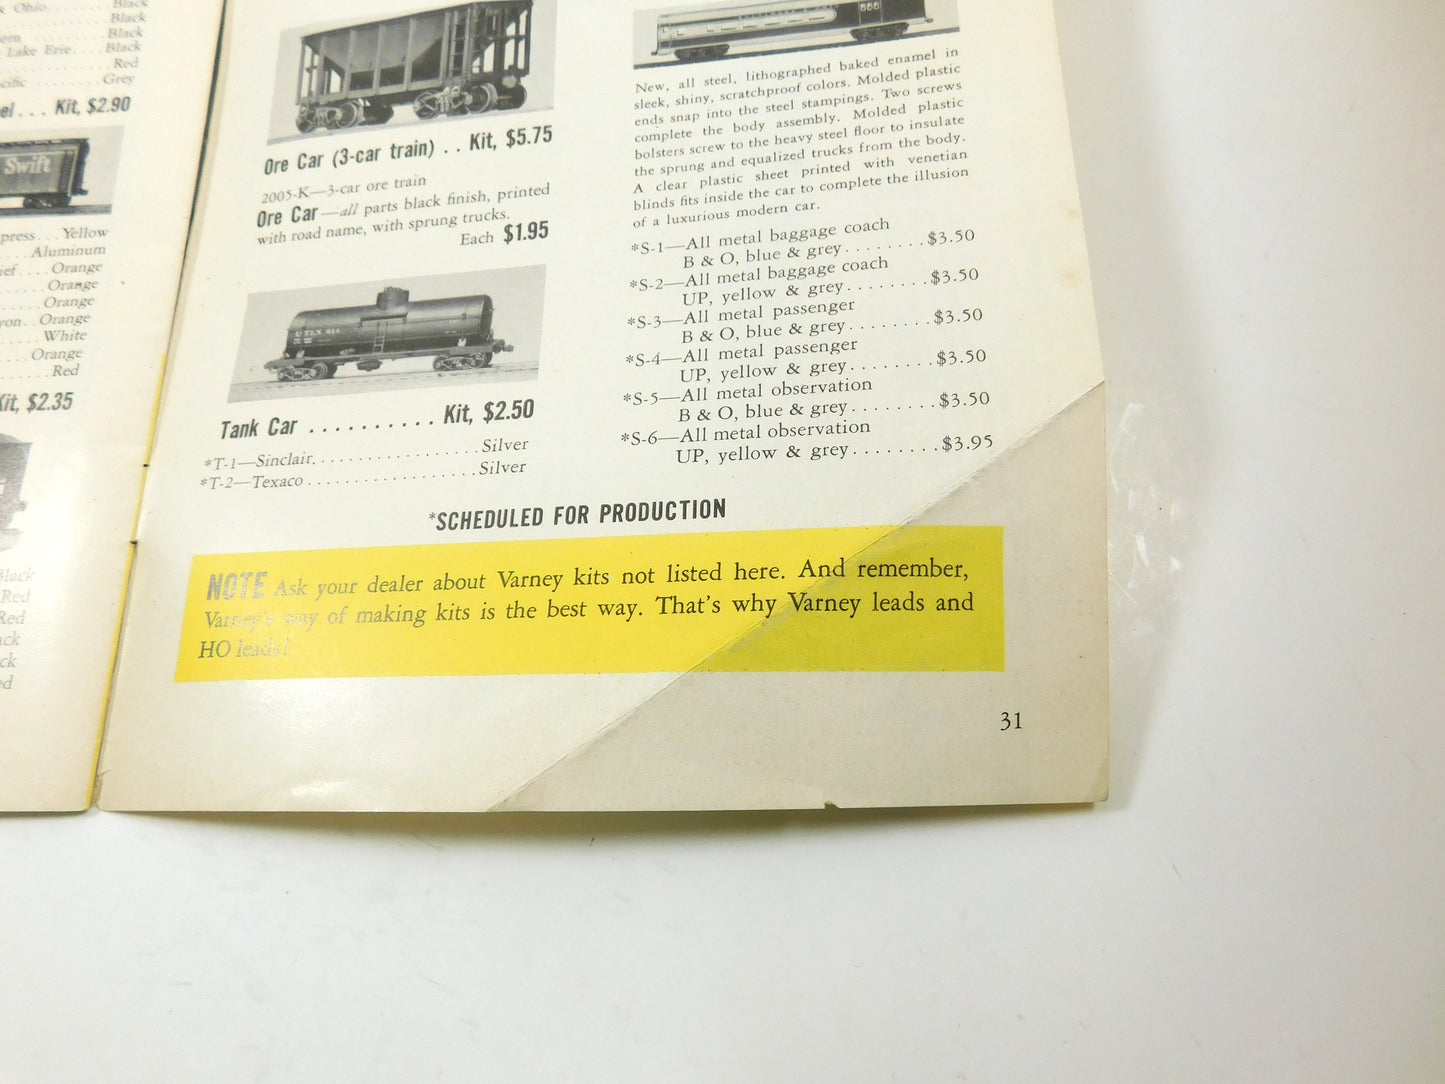 Ohio.....Black
Black
Black
Lake Erie....Black
Red
Grey
Kit, $2.90
Swift
press...Yellow
Aluminum
ief....Orange
Orange
Orange
yon..Orange
White
Orange
Red
Kit, $2.35
Black
Red
Red
ack
ck
ed
Ore Car (3-car train) .. Kit, $5.75
2005-K—3-car ore train
Ore Car—all parts black finish, printed
with road name, with sprung trucks.
Each $1.95
UTLX
Tank Car .......... Kit, $2.50
*T-1—Sinclair.................Silver
*T-2—Texaco.................Silver
New, all steel, lithographed baked enamel in
sleek, shiny, scratchproof colors. Molded plastic
ends snap into the steel stampings. Two screws
complete the body assembly. Molded plastic
bolsters screw to the heavy steel floor to insulate
the sprung and equalized trucks from the body.
A clear plastic sheet printed with venetian
blinds fits inside the car to complete the illusion
of a luxurious modern car.
*S-1—All metal baggage coach
B & O, blue & grey........$3.50
*S-2—All metal baggage coach
UP, yellow & grey........$3.50
*S-3—All metal passenger
B & O, blue & grey........$3.50
*S-4—All metal passenger
UP, yellow & grey........$3.50
*S-5—All metal observation
B & O, blue & grey........$3.50
*S-6—All metal observation
UP, yellow & grey........$3.95
*SCHEDULED FOR PRODUCTION
NOTE Ask your dealer about Varney kits not listed here. And remember,
Varney's way of making kits is the best way. That's why Varney leads and
HO leads!
31